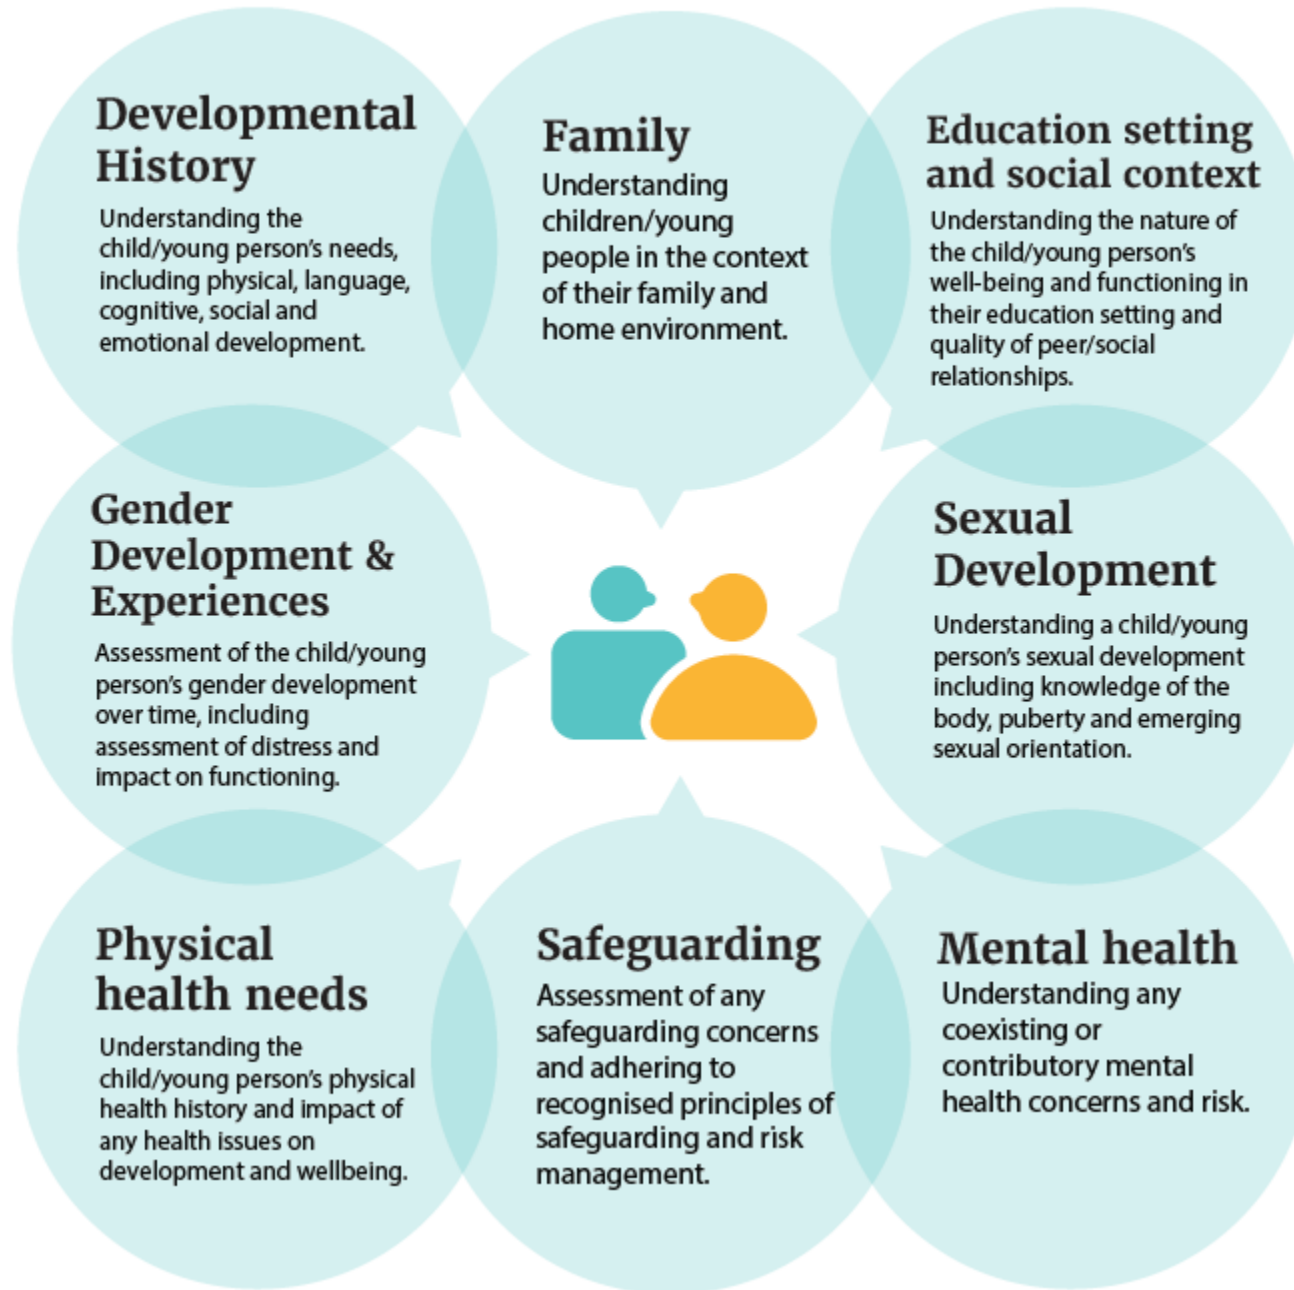 Developmental
History
Understanding the
child/young person's needs,
including physical, language,
cognitive, social and
emotional development.
Family
Understanding
children/young
people in the context
of their family and
home environment.
Education setting
and social context
Understanding the nature of
the child/young person's
well-being and functioning in
their education setting and
quality of peer/social
relationships.
Gender
Development &
Experiences
Assessment of the child/young
person's gender development
over time, including
assessment of distress and
impact on functioning.
Sexual
Development
Understanding a child/young
person's sexual development
including knowledge of the
body, puberty and emerging
sexual orientation.
Physical
health needs
Understanding the
child/young person's physical
health history and impact of
any health issues on
development and wellbeing.
Safeguarding
Assessment of any
safeguarding concerns
and adhering to
recognised principles of
safeguarding and risk
management.
Mental health
Understanding any
coexisting or
contributory mental
health concerns and risk.